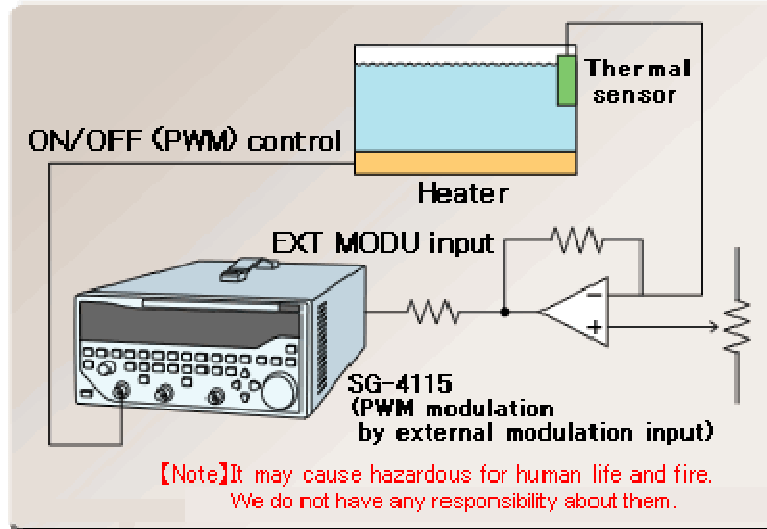 Thermal
sensor
ON/OFF (PWM) control
Heater
EXT MODU input
−
+
SG-4115
(PWM modulation
by external modulation input)
【Note】It may cause hazardous for human life and fire.
We do not have any responsibility about them.